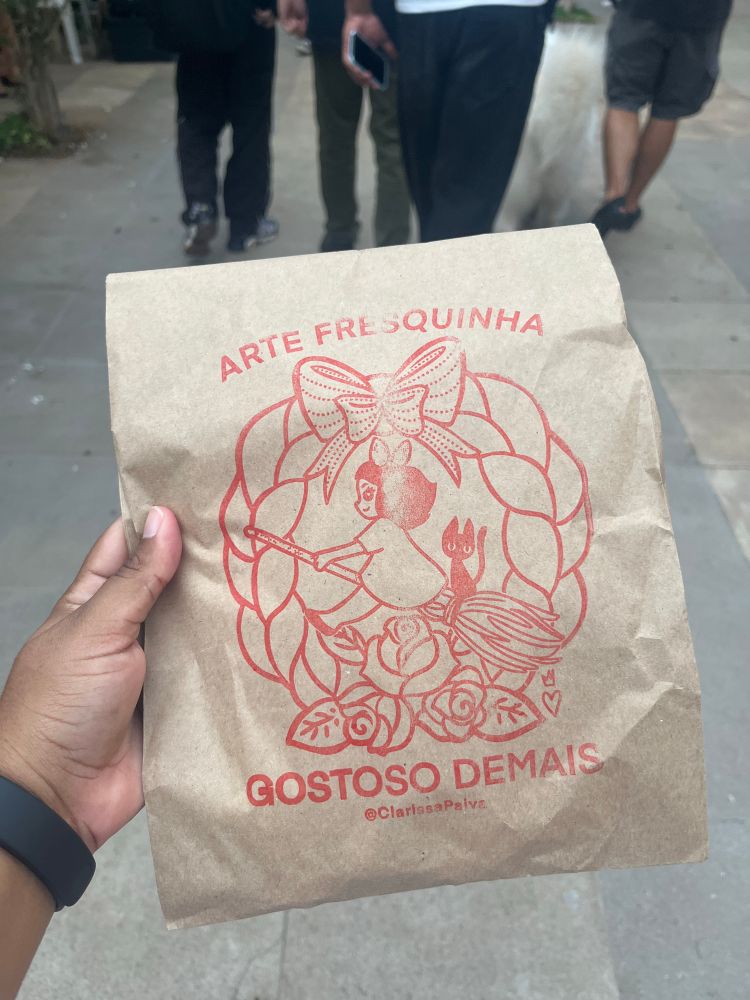 ARTE FRESQUINHA
GOSTOSO DEMAIS
@ClarissaPaiva